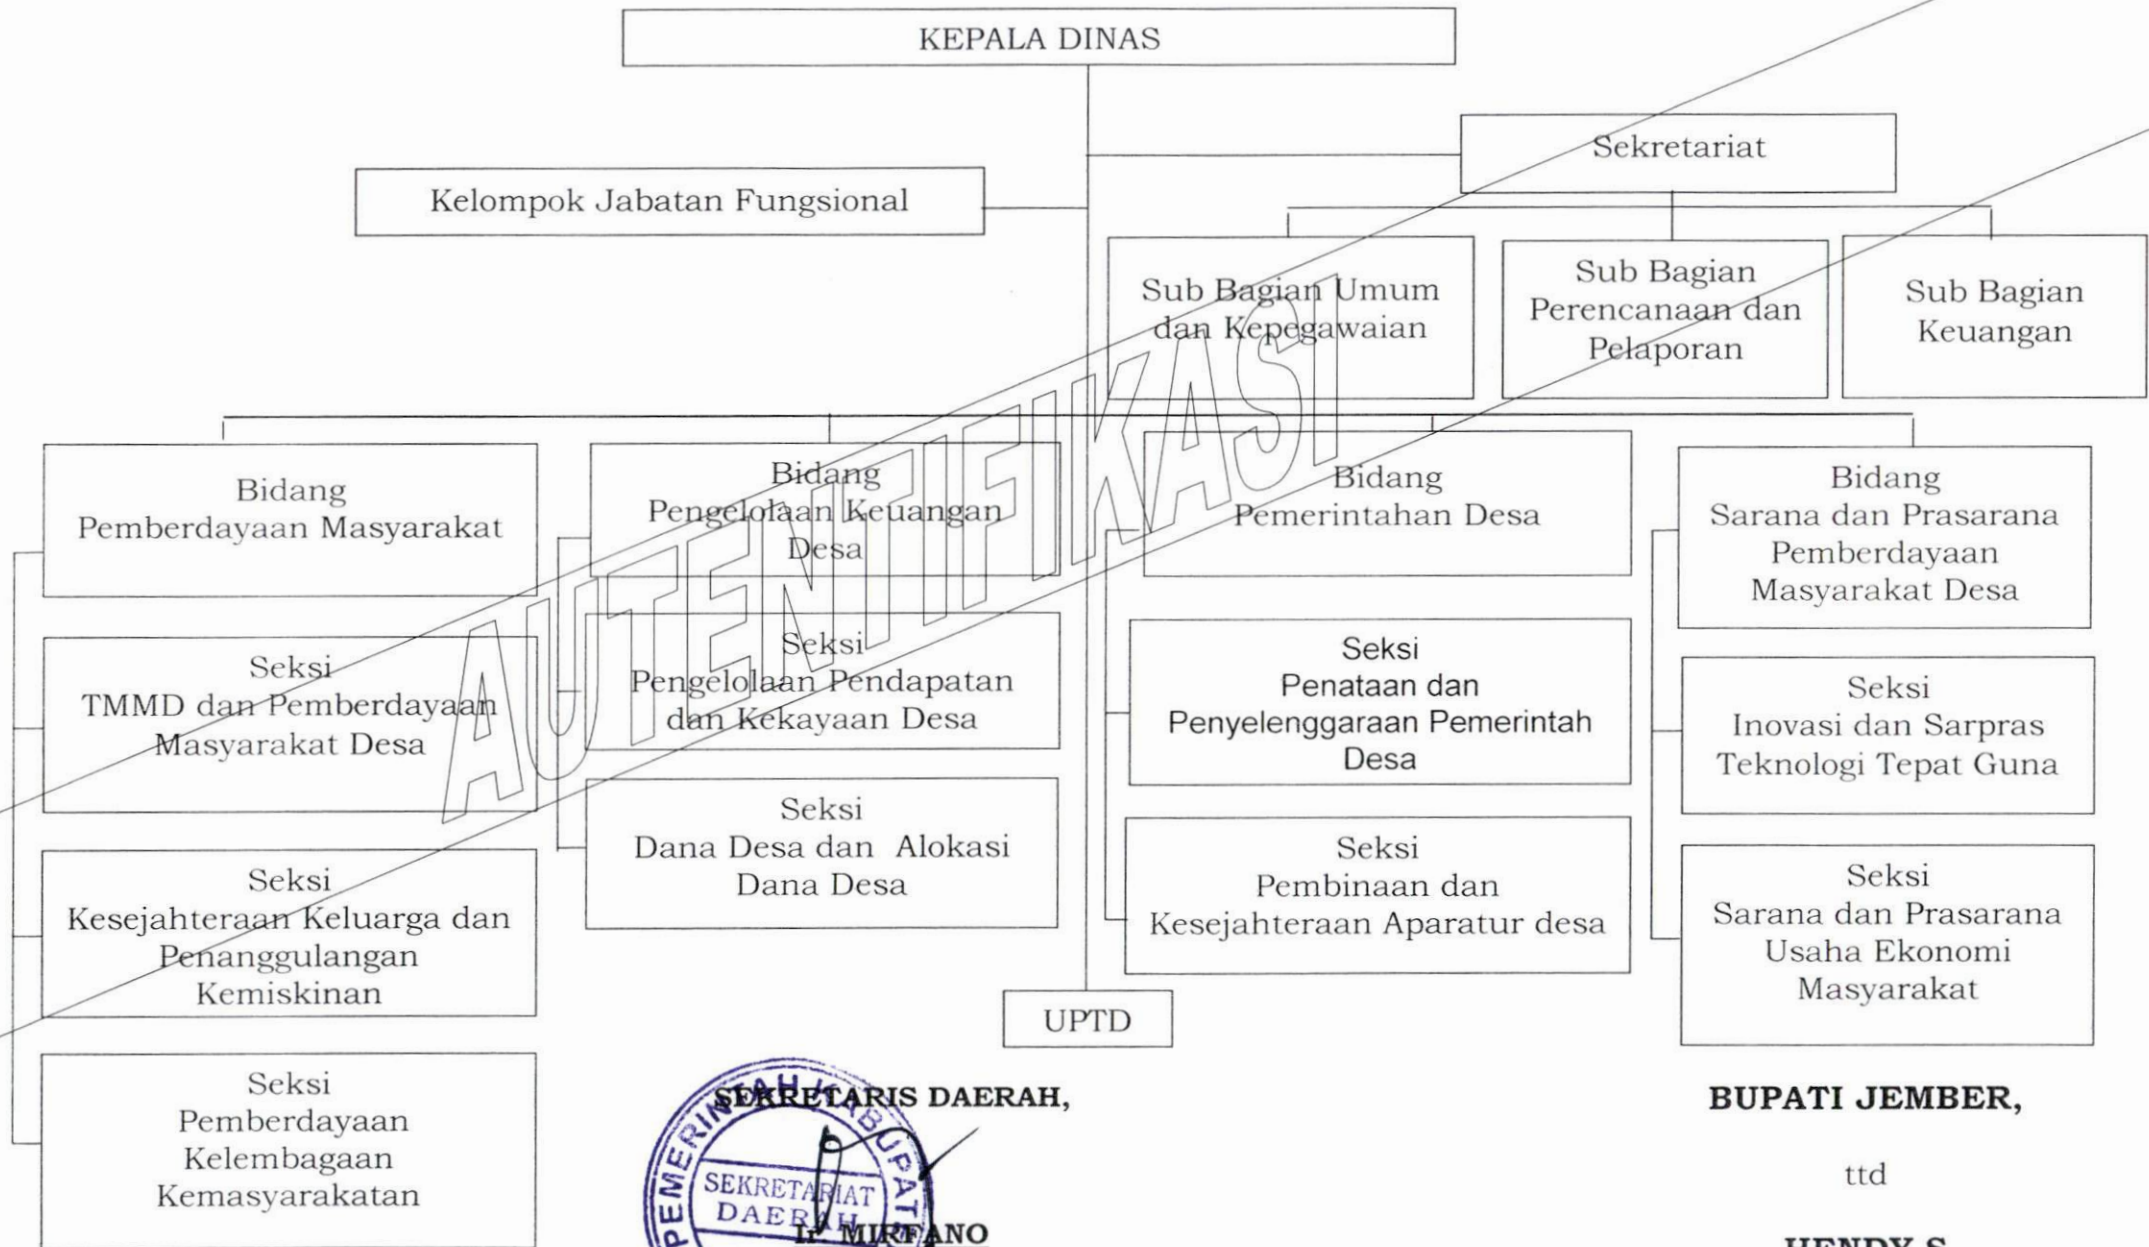 KEPALA DINAS
Sekretariat
Kelompok Jabatan Fungsional
Sub Bagian Umum
dan Kepegawaian
Sub Bagian
Perencanaan dan
Pelaporan
Sub Bagian
Keuangan
Bidang
Pemberdayaan Masyarakat
Bidang
Pengelolaan Keuangan
Desa
Bidang
Pemerintahan Desa
Bidang
Sarana dan Prasarana
Pemberdayaan
Masyarakat Desa
Seksi
TMMD dan Pemberdayaan
Masyarakat Desa
Seksi
Pengelolaan Pendapatan
dan Kekayaan Desa
Seksi
Penataan dan
Penyelenggaraan Pemerintah
Desa
Seksi
Inovasi dan Sarpras
Teknologi Tepat Guna
Seksi
Kesejahteraan Keluarga dan
Penanggulangan
Kemiskinan
Seksi
Dana Desa dan Alokasi
Dana Desa
Seksi
Pembinaan dan
Kesejahteraan Aparatur desa
Seksi
Sarana dan Prasarana
Usaha Ekonomi
Masyarakat
Seksi
Pemberdayaan
Kelembagaan
Kemasyarakatan
UPTD
AUTENTIFIKASI
SEKRETARIS DAERAH,
PEMERINTAH KABUPATE
SEKRETARIAT
DAERAH
Ir MIRFANO
BUPATI JEMBER,
ttd
HENDY S